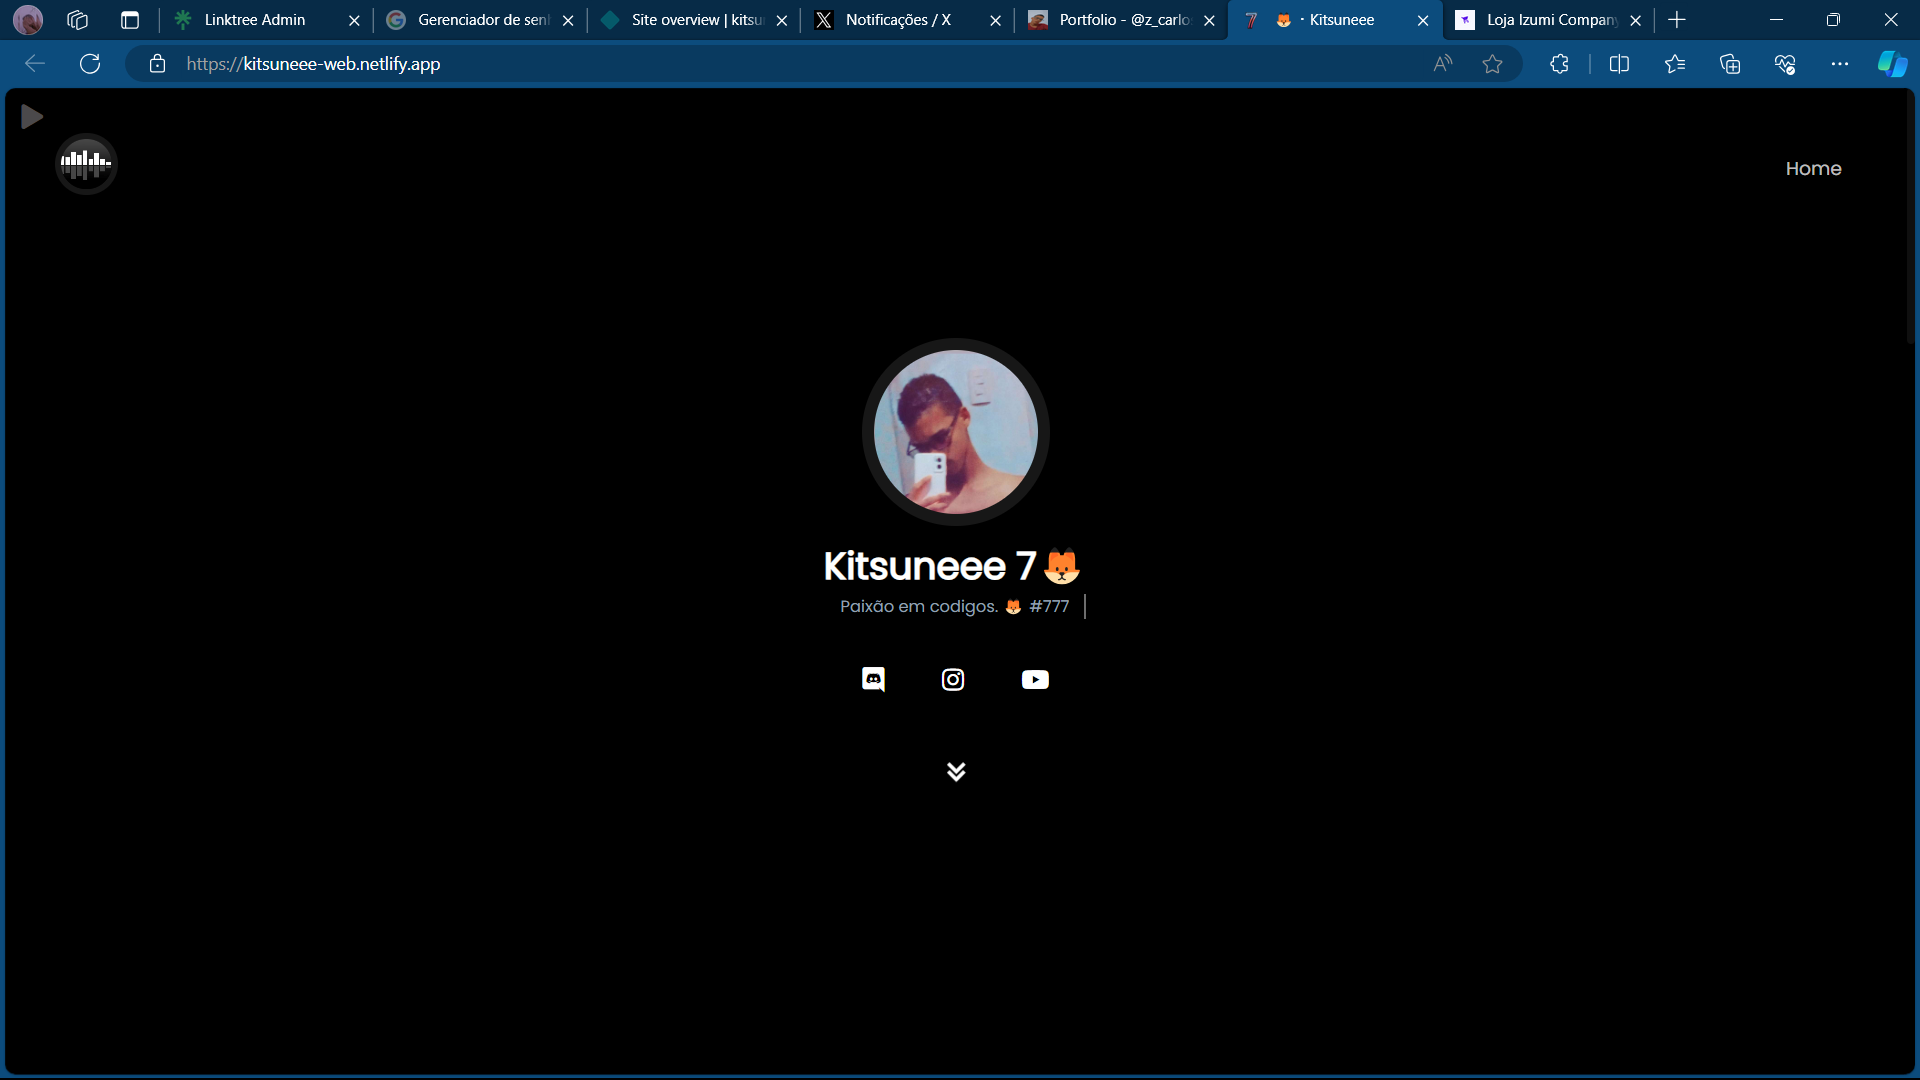 Linktree Admin
Gerenciador de senh
Site overview | kitsu
Notificações / X
Portfolio - @z_carlo
7 🦊 · Kitsuneee
Loja Izumi Company
https://kitsuneee-web.netlify.app
Home
Kitsuneee 7🦊
Paixão em codigos. 🦊 #777